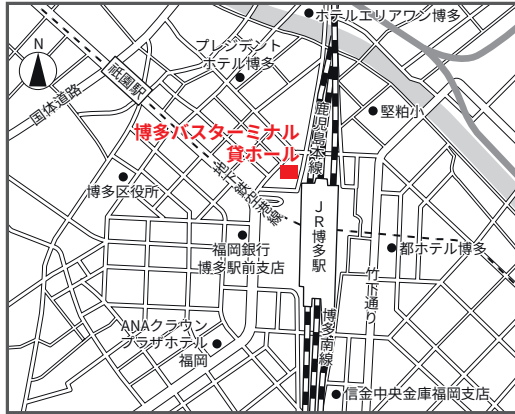 ホテルエリアワン博多
N
プレジデント
ホテル博多
祇園駅
国体道路
鹿児島本線
堅粕小
博多バスターミナル
貸ホール
地下鉄空港線
博多区役所
JR博多駅
福岡銀行
博多駅前支店
都ホテル博多
竹下通り
博多南線
ANAクラウン
プラザホテル
福岡
信金中央金庫福岡支店